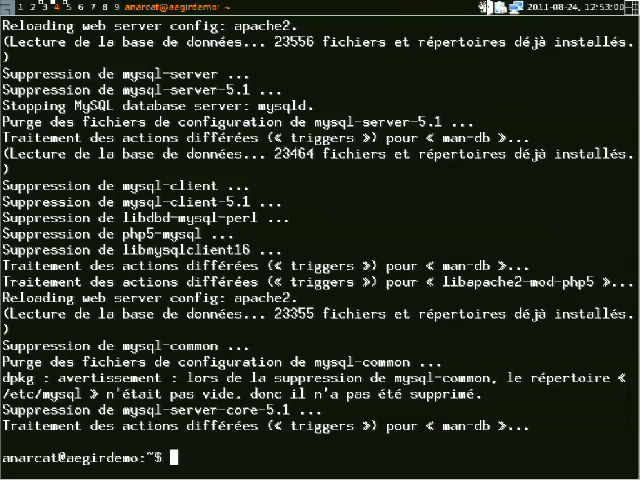 1 2 3 4 5 6 7 8 9 anarcat@aegirdemo: ~ 2011-08-24, 12:53:00
Reloading web server config: apache2.
(Lecture de la base de données... 23556 fichiers et répertoires déjà installés.
)
Suppression de mysql-server ...
Suppression de mysql-server-5.1 ...
Stopping MySQL database server: mysqld.
Purge des fichiers de configuration de mysql-server-5.1 ...
Traitement des actions différées (« triggers ») pour « man-db »...
(Lecture de la base de données... 23464 fichiers et répertoires déjà installés.
)
Suppression de mysql-client ...
Suppression de mysql-client-5.1 ...
Suppression de libdbd-mysql-perl ...
Suppression de php5-mysql ...
Suppression de libmysqlclient16 ...
Traitement des actions différées (« triggers ») pour « man-db »...
Traitement des actions différées (« triggers ») pour « libapache2-mod-php5 »...
Reloading web server config: apache2.
(Lecture de la base de données... 23355 fichiers et répertoires déjà installés.
)
Suppression de mysql-common ...
Purge des fichiers de configuration de mysql-common ...
dpkg : avertissement : lors de la suppression de mysql-common, le répertoire «
/etc/mysql » n'était pas vide, donc il n'a pas été supprimé.
Suppression de mysql-server-core-5.1 ...
Traitement des actions différées (« triggers ») pour « man-db »...
anarcat@aegirdemo:~$